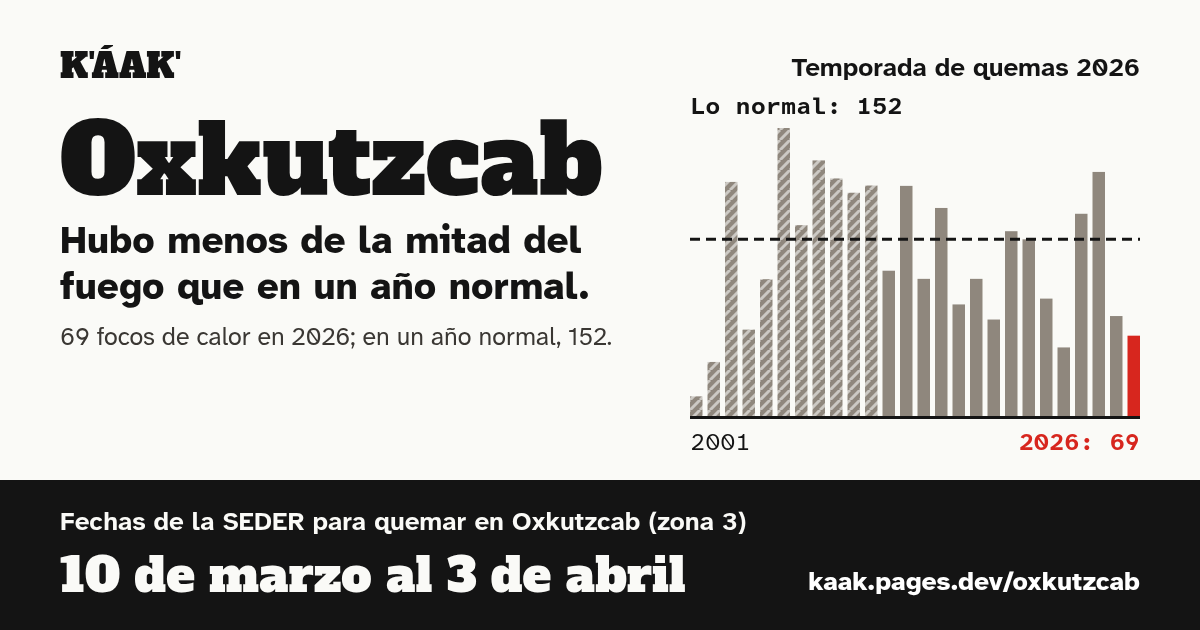 K'ÁAK'
Oxkutzcab
Hubo menos de la mitad del
fuego que en un año normal.
69 focos de calor en 2026; en un año normal, 152.
Temporada de quemas 2026
Lo normal: 152
2001
2026: 69
Fechas de la SEDER para quemar en Oxkutzcab (zona 3)
10 de marzo al 3 de abril
kaak.pages.dev/oxkutzcab